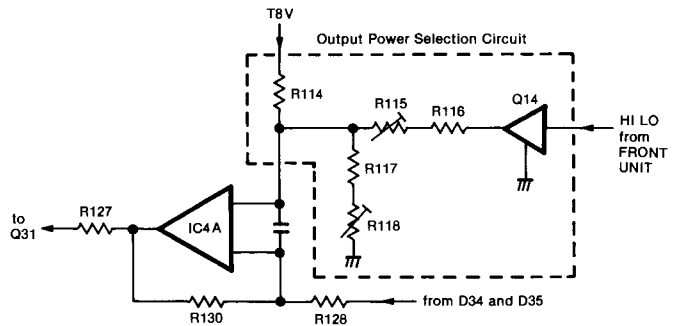 T8V
Output Power Selection Circuit
R114
R115
R116
Q14
HI LO
from
FRONT
UNIT
R117
R118
to
Q31
R127
IC4A
R130
R128
from D34 and D35